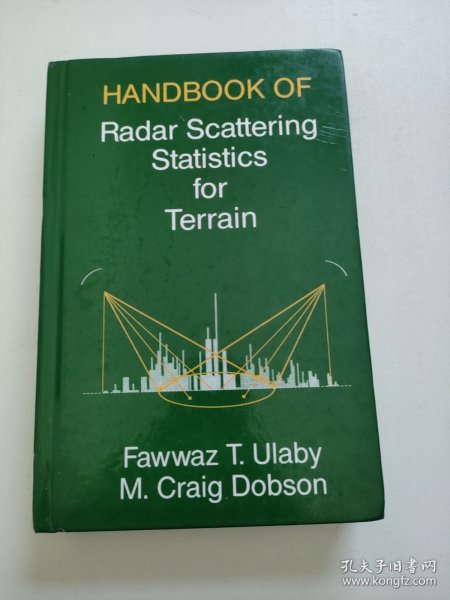 HANDBOOK OF
Radar Scattering
Statistics
for
Terrain
Fawwaz T. Ulaby
M. Craig Dobson
孔夫子旧书网
www.kongfz.com